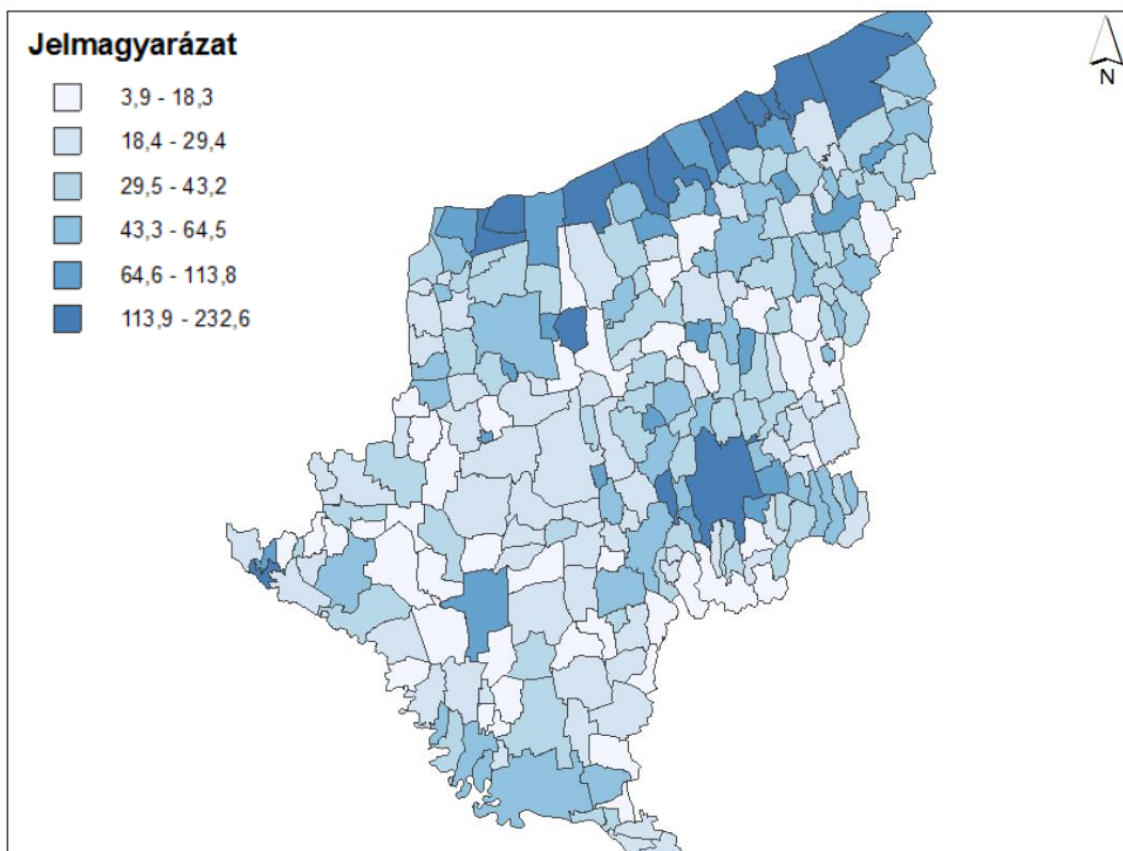 Jelmagyarázat
3,9 - 18,3
18,4 - 29,4
29,5 - 43,2
43,3 - 64,5
64,6 - 113,8
113,9 - 232,6
N